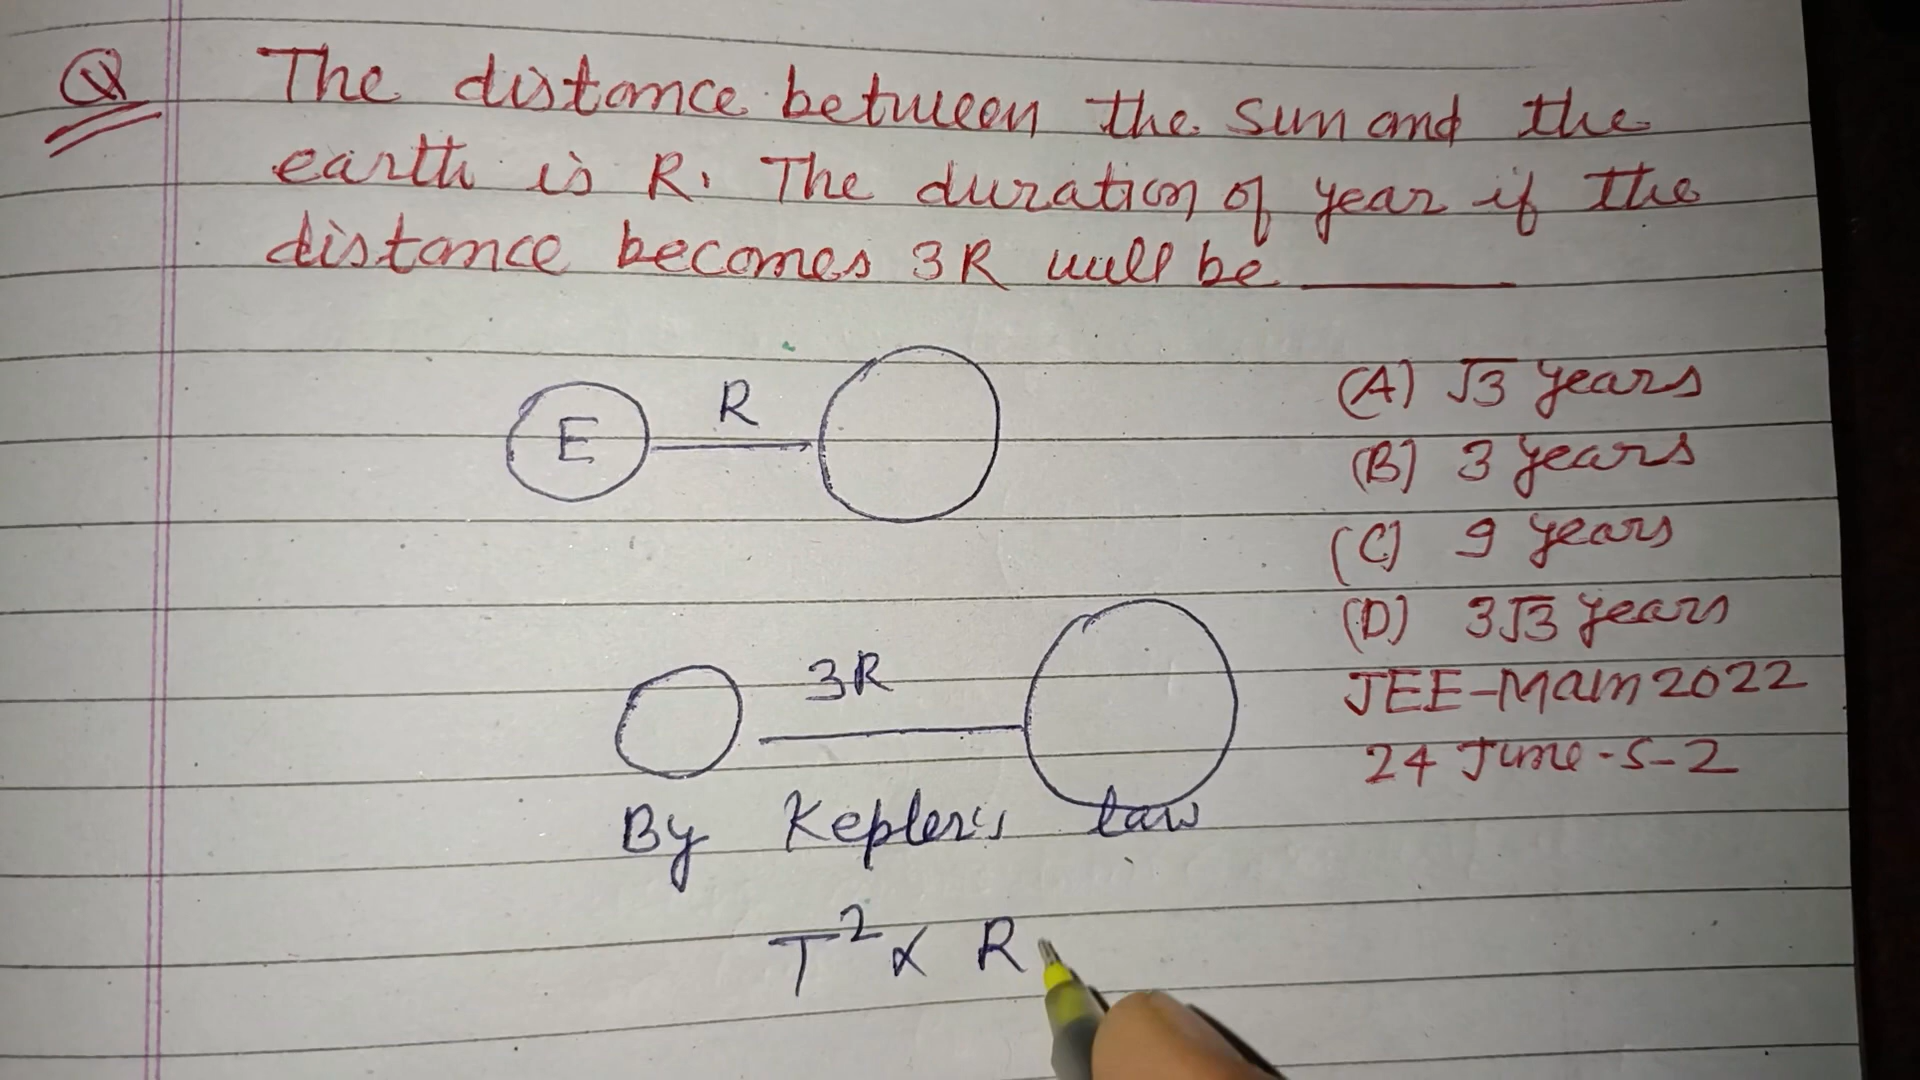 Q The distance between the sun and the
earth is R. The duration of year if the
distance becomes 3R will be ______
E R
(A) √3 years
(B) 3 years
(C) 9 years
(D) 3√3 years
JEE-Main 2022
24 June-S-2
3R
By Kepler's law
T² ∝ R